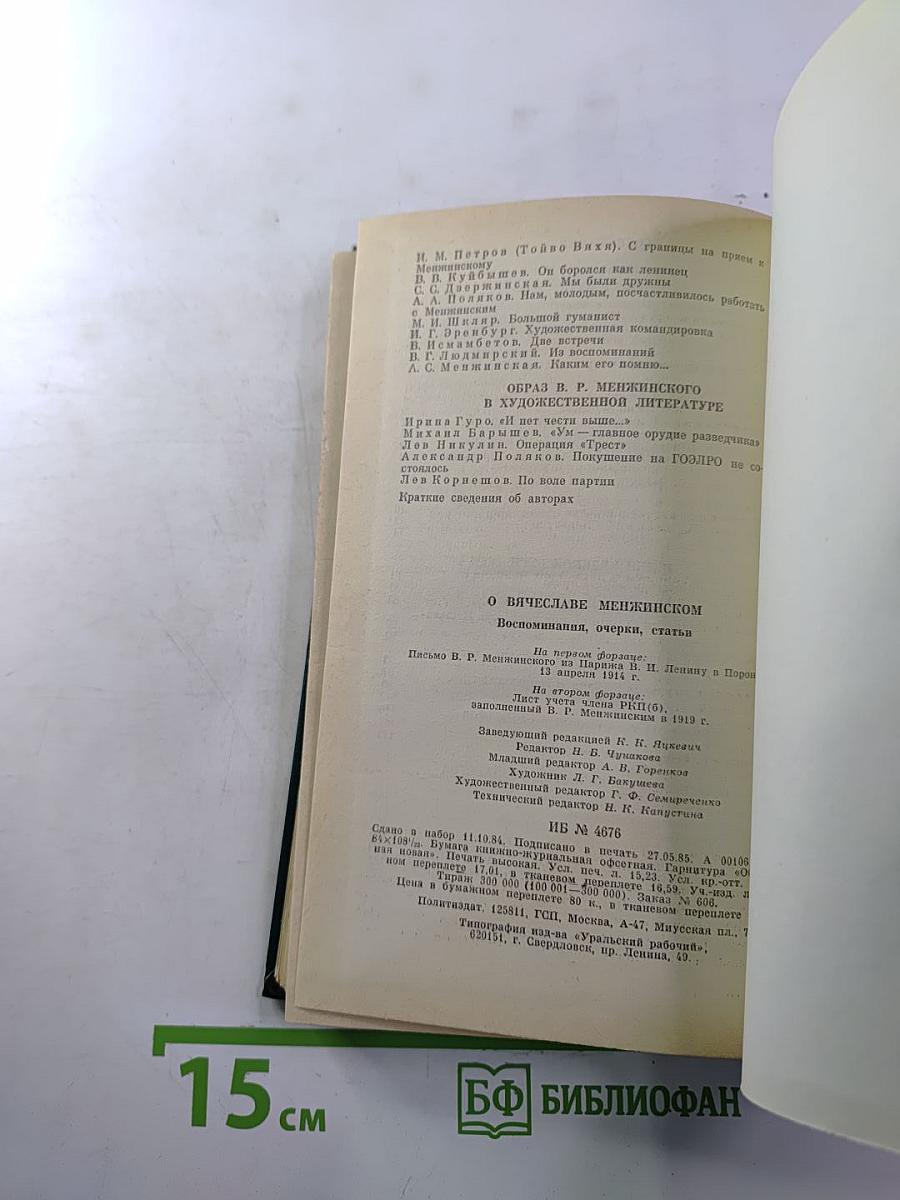 И. М. Петров (Тойво Вяхя). С границы на прием к
Менжинскому
В. В. Куйбышев. Он боролся как ленинец
С. С. Дзержинская. Мы были дружны
А. А. Поляков. Нам, молодым, посчастливилось работать
с Менжинским
М. И. Шкляр. Большой гуманист
И. Г. Эренбург. Художественная командировка
В. Исмамбетов. Две встречи
В. Г. Людмирский. Из воспоминаний
А. С. Менжинская. Каким его помню...
ОБРАЗ В. Р. МЕНЖИНСКОГО
В ХУДОЖЕСТВЕННОЙ ЛИТЕРАТУРЕ
Ирина Гуро. «И нет чести выше...»
Михаил Барышев. «Ум — главное орудие разведчика»
Лев Никулин. Операция «Трест»
Александр Поляков. Покушение на ГОЭЛРО не со-
стоялось
Лев Корнешов. По воле партии
Краткие сведения об авторах
О ВЯЧЕСЛАВЕ МЕНЖИНСКОМ
Воспоминания, очерки, статьи
На первом форзаце:
Письмо В. Р. Менжинского из Парижа В. И. Ленину в Порон
13 апреля 1914 г.
На втором форзаце:
Лист учета члена РКП(б),
заполненный В. Р. Менжинским в 1919 г.
Заведующий редакцией К. К. Яцкевич
Редактор Н. Б. Чунакова
Младший редактор А. В. Горенков
Художник Л. Г. Бакушева
Художественный редактор Г. Ф. Семиреченко
Технический редактор Н. К. Капустина
ИБ № 4676
Сдано в набор 11.10.84. Подписано в печать 27.05.85. А 00106
84×108¹/₃₂. Бумага книжно-журнальная офсетная. Гарнитура «Об
ная новая». Печать высокая. Усл. печ. л. 15,23. Усл. кр.-отт.
ном переплете 17,01, в тканевом переплете 16,59. Уч.-изд. л
Тираж 300 000 (100 001—300 000). Заказ № 606.
Цена в бумажном переплете 80 к., в тканевом переплете
Политиздат. 125811, ГСП, Москва, А-47, Миусская пл., 7
Типография изд-ва «Уральский рабочий»,
620151, г. Свердловск, пр. Ленина, 49.
15 см
БФ БИБЛИОФАН